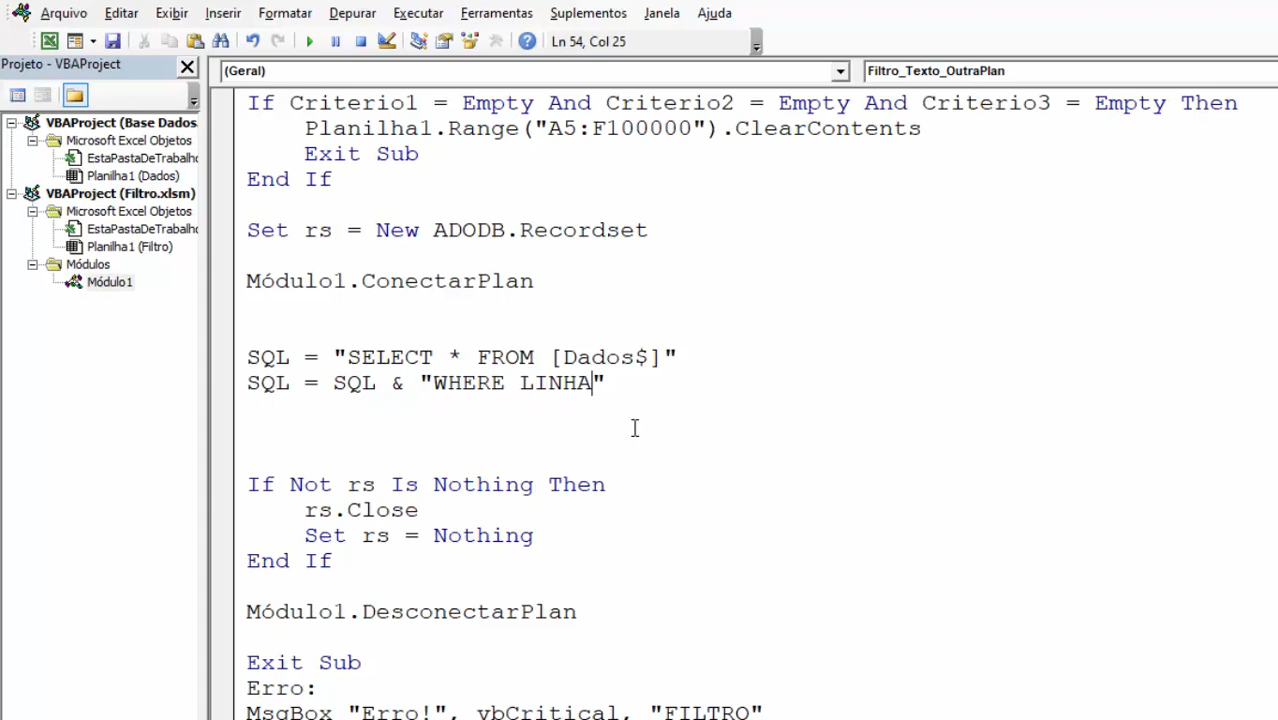 Arquivo Editar Exibir Inserir Formatar Depurar Executar Ferramentas Suplementos Janela Ajuda
Ln 54, Col 25
Projeto - VBAProject
(Geral) Filtro_Texto_OutraPlan
VBAProject (Base Dados.
Microsoft Excel Objetos
EstaPastaDeTrabalho
Planilha1 (Dados)
VBAProject (Filtro.xlsm)
Microsoft Excel Objetos
EstaPastaDeTrabalho
Planilha1 (Filtro)
Módulos
Módulo1
If Criterio1 = Empty And Criterio2 = Empty And Criterio3 = Empty Then
Planilha1.Range("A5:F100000").ClearContents
Exit Sub
End If
Set rs = New ADODB.Recordset
Módulo1.ConectarPlan
SQL = "SELECT * FROM [Dados$]"
SQL = SQL & "WHERE LINHA"
If Not rs Is Nothing Then
rs.Close
Set rs = Nothing
End If
Módulo1.DesconectarPlan
Exit Sub
Erro:
MsgBox "Erro!", vbCritical, "FILTRO"